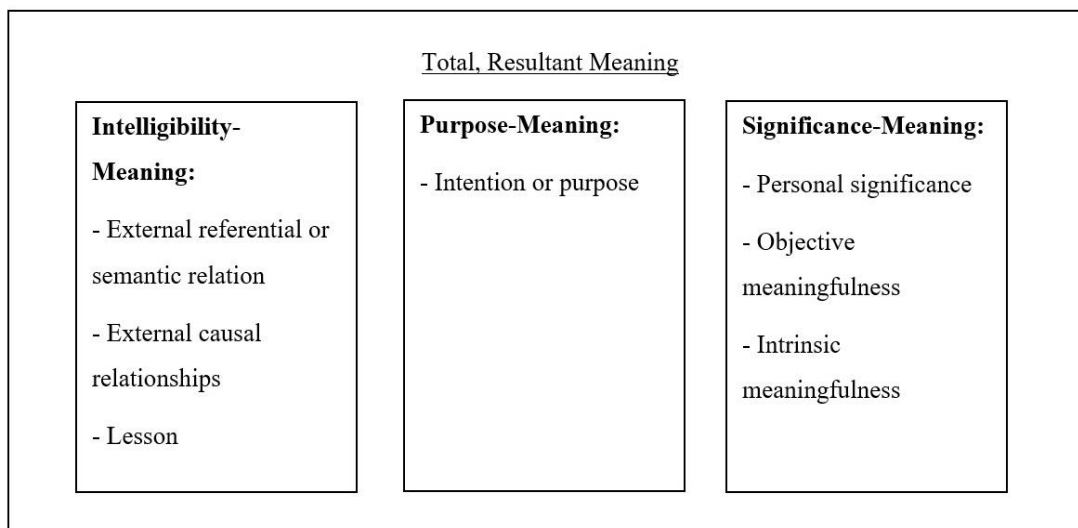 Total, Resultant Meaning
Intelligibility-
Meaning:
- External referential or
semantic relation
- External causal
relationships
- Lesson
Purpose-Meaning:
- Intention or purpose
Significance-Meaning:
- Personal significance
- Objective
meaningfulness
- Intrinsic
meaningfulness